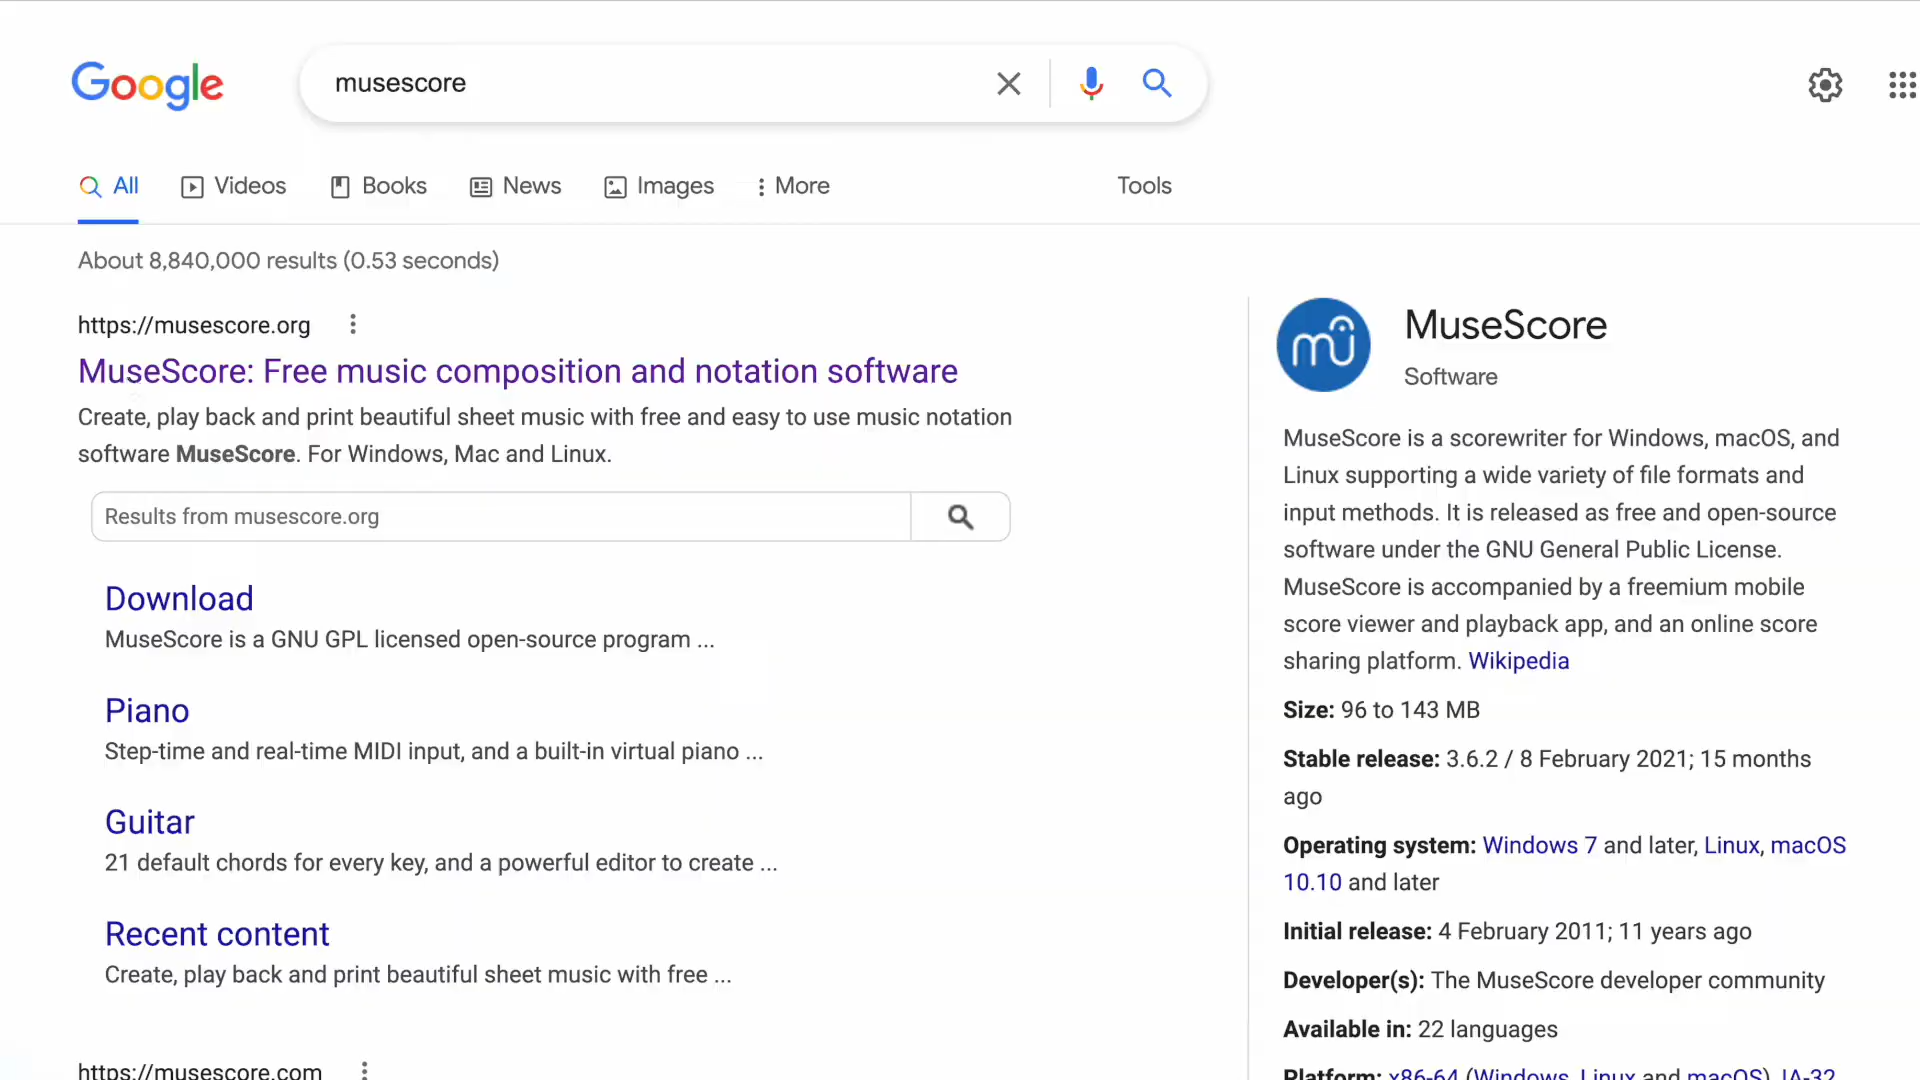 Google
musescore
All Videos Books News Images More Tools
About 8,840,000 results (0.53 seconds)
https://musescore.org
MuseScore: Free music composition and notation software
Create, play back and print beautiful sheet music with free and easy to use music notation
software MuseScore. For Windows, Mac and Linux.
Results from musescore.org
Download
MuseScore is a GNU GPL licensed open-source program ...
Piano
Step-time and real-time MIDI input, and a built-in virtual piano ...
Guitar
21 default chords for every key, and a powerful editor to create ...
Recent content
Create, play back and print beautiful sheet music with free ...
https://musescore.com
mu
MuseScore
Software
MuseScore is a scorewriter for Windows, macOS, and
Linux supporting a wide variety of file formats and
input methods. It is released as free and open-source
software under the GNU General Public License.
MuseScore is accompanied by a freemium mobile
score viewer and playback app, and an online score
sharing platform. Wikipedia
Size: 96 to 143 MB
Stable release: 3.6.2 / 8 February 2021; 15 months
ago
Operating system: Windows 7 and later, Linux, macOS
10.10 and later
Initial release: 4 February 2011; 11 years ago
Developer(s): The MuseScore developer community
Available in: 22 languages
Platform: x86-64 (Windows, Linux and macOS), IA-32